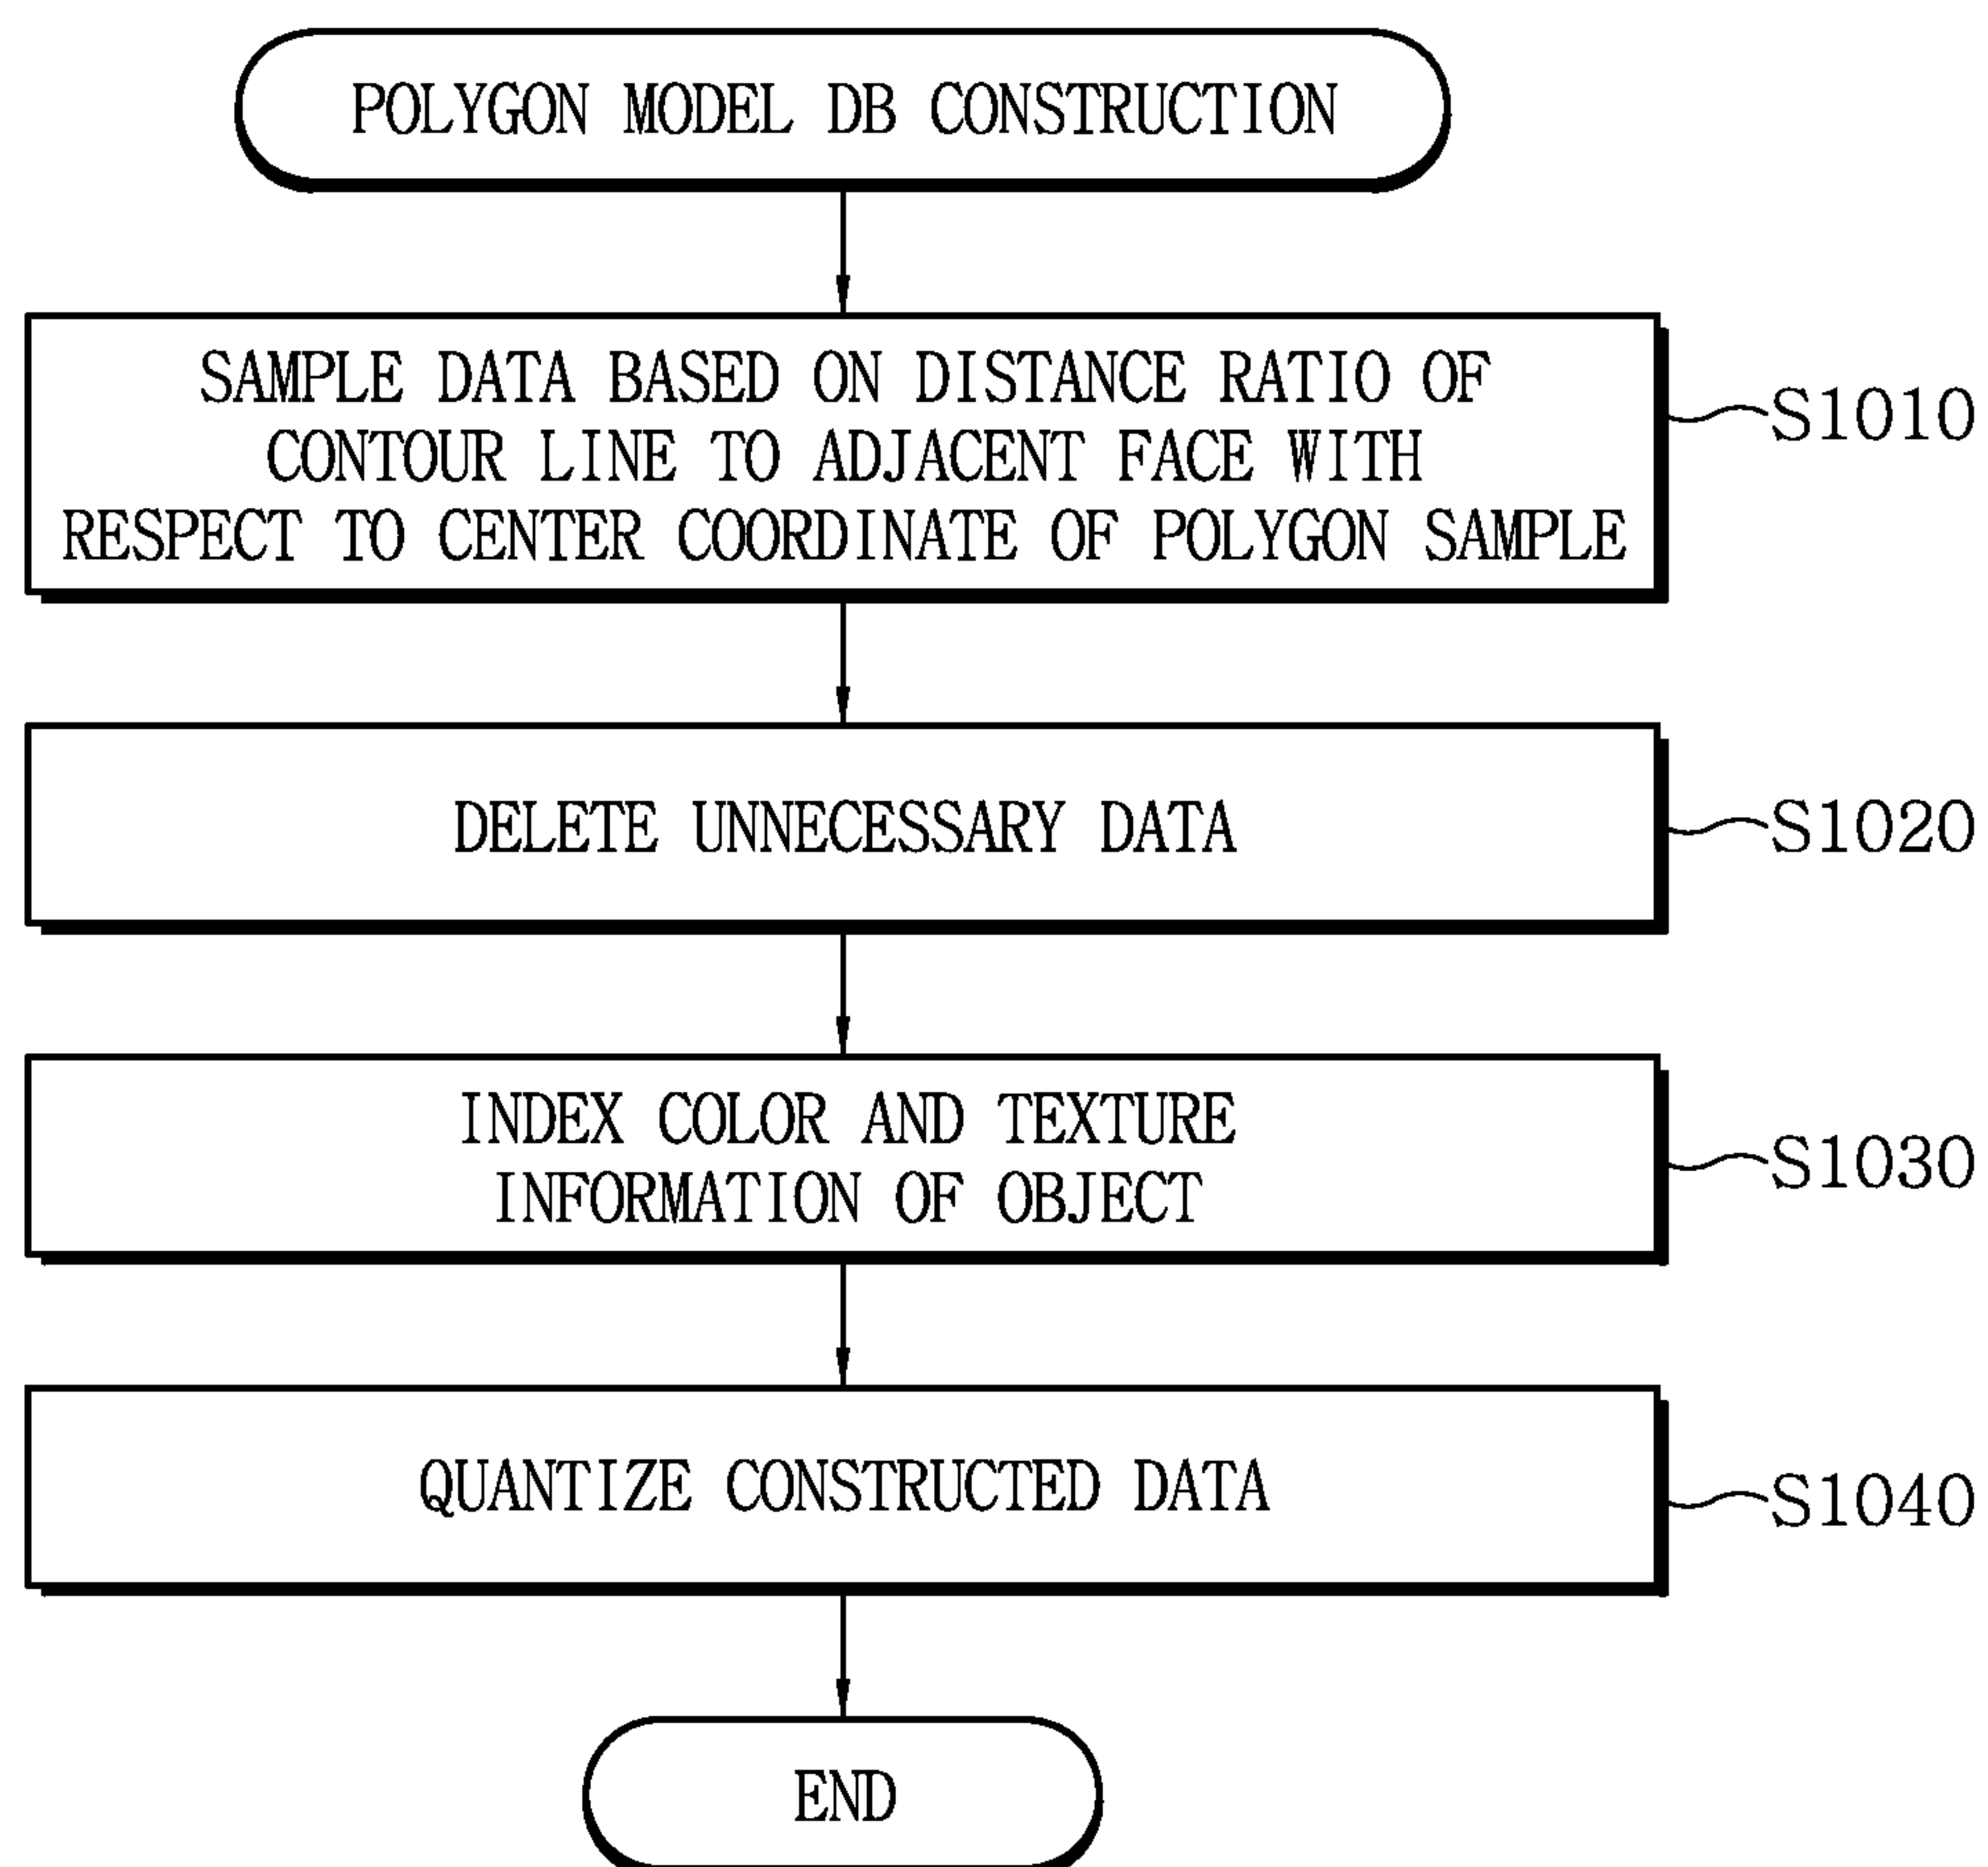 POLYGON MODEL DB CONSTRUCTION
SAMPLE DATA BASED ON DISTANCE RATIO OF
CONTOUR LINE TO ADJACENT FACE WITH
RESPECT TO CENTER COORDINATE OF POLYGON SAMPLE
S1010
DELETE UNNECESSARY DATA
S1020
INDEX COLOR AND TEXTURE
INFORMATION OF OBJECT
S1030
QUANTIZE CONSTRUCTED DATA
S1040
END